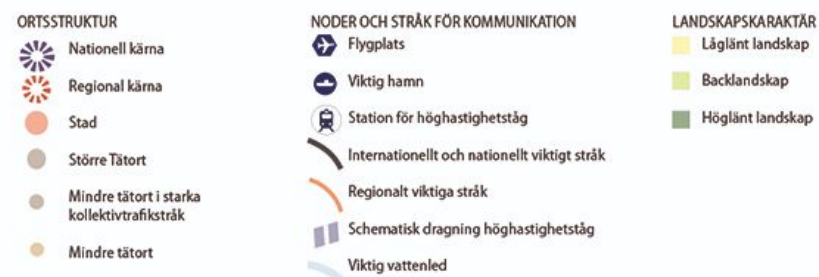 ORTSSTRUKTUR
Nationell kärna
Regional kärna
Stad
Större Tätort
Mindre tätort i starka
kollektivtrafikstråk
Mindre tätort
NODER OCH STRÅK FÖR KOMMUNIKATION
Flygplats
Viktig hamn
Station för höghastighetståg
Internationellt och nationellt viktigt stråk
Regionalt viktiga stråk
Schematisk dragning höghastighetståg
Viktig vattenled
LANDSKAPSKARAKTÄR
Låglänt landskap
Backlandskap
Höglänt landskap